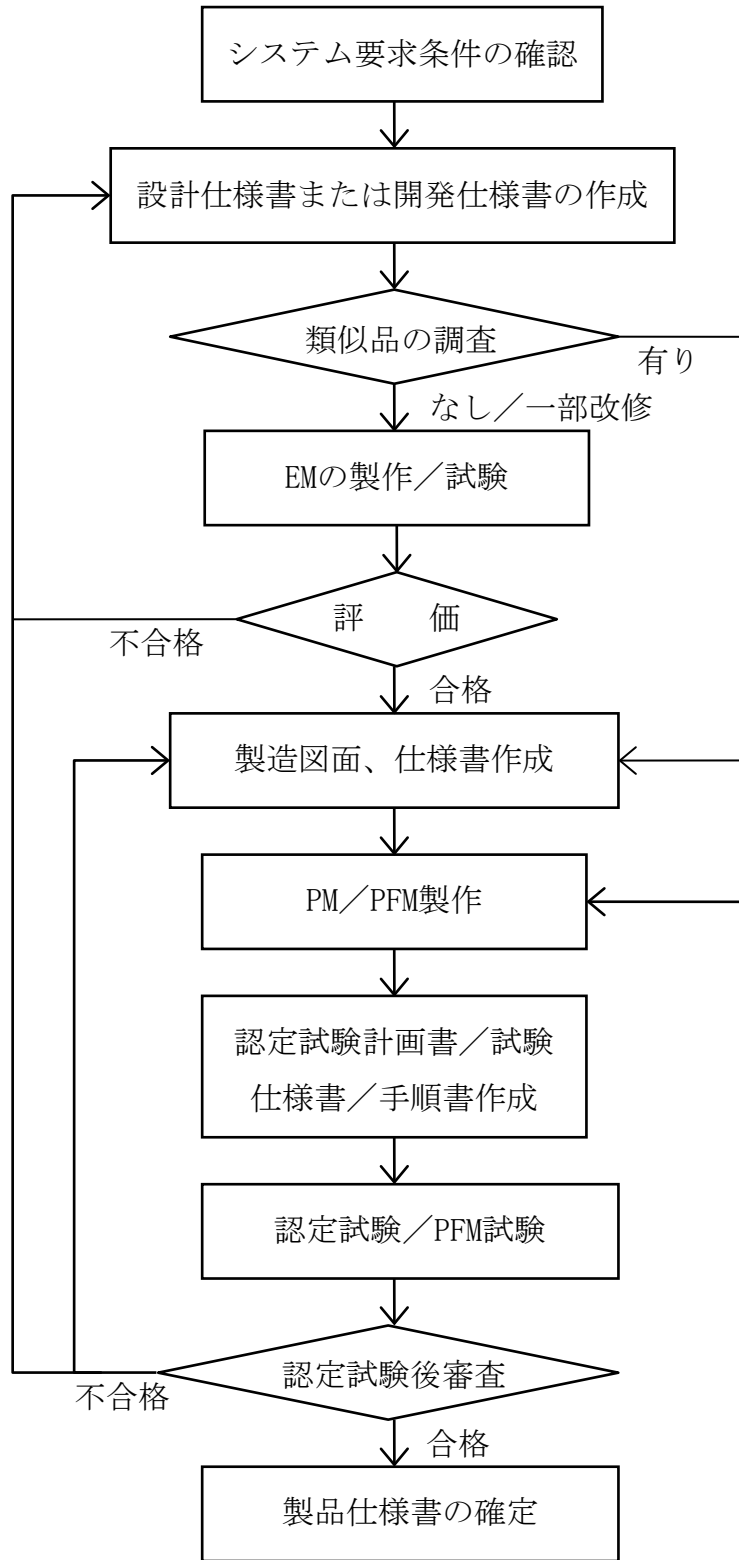 システム要求条件の確認
設計仕様書または開発仕様書の作成
類似品の調査
有り
なし／一部改修
EMの製作／試験
評　価
不合格
合格
製造図面、仕様書作成
PM／PFM製作
認定試験計画書／試験
仕様書／手順書作成
認定試験／PFM試験
認定試験後審査
不合格
合格
製品仕様書の確定